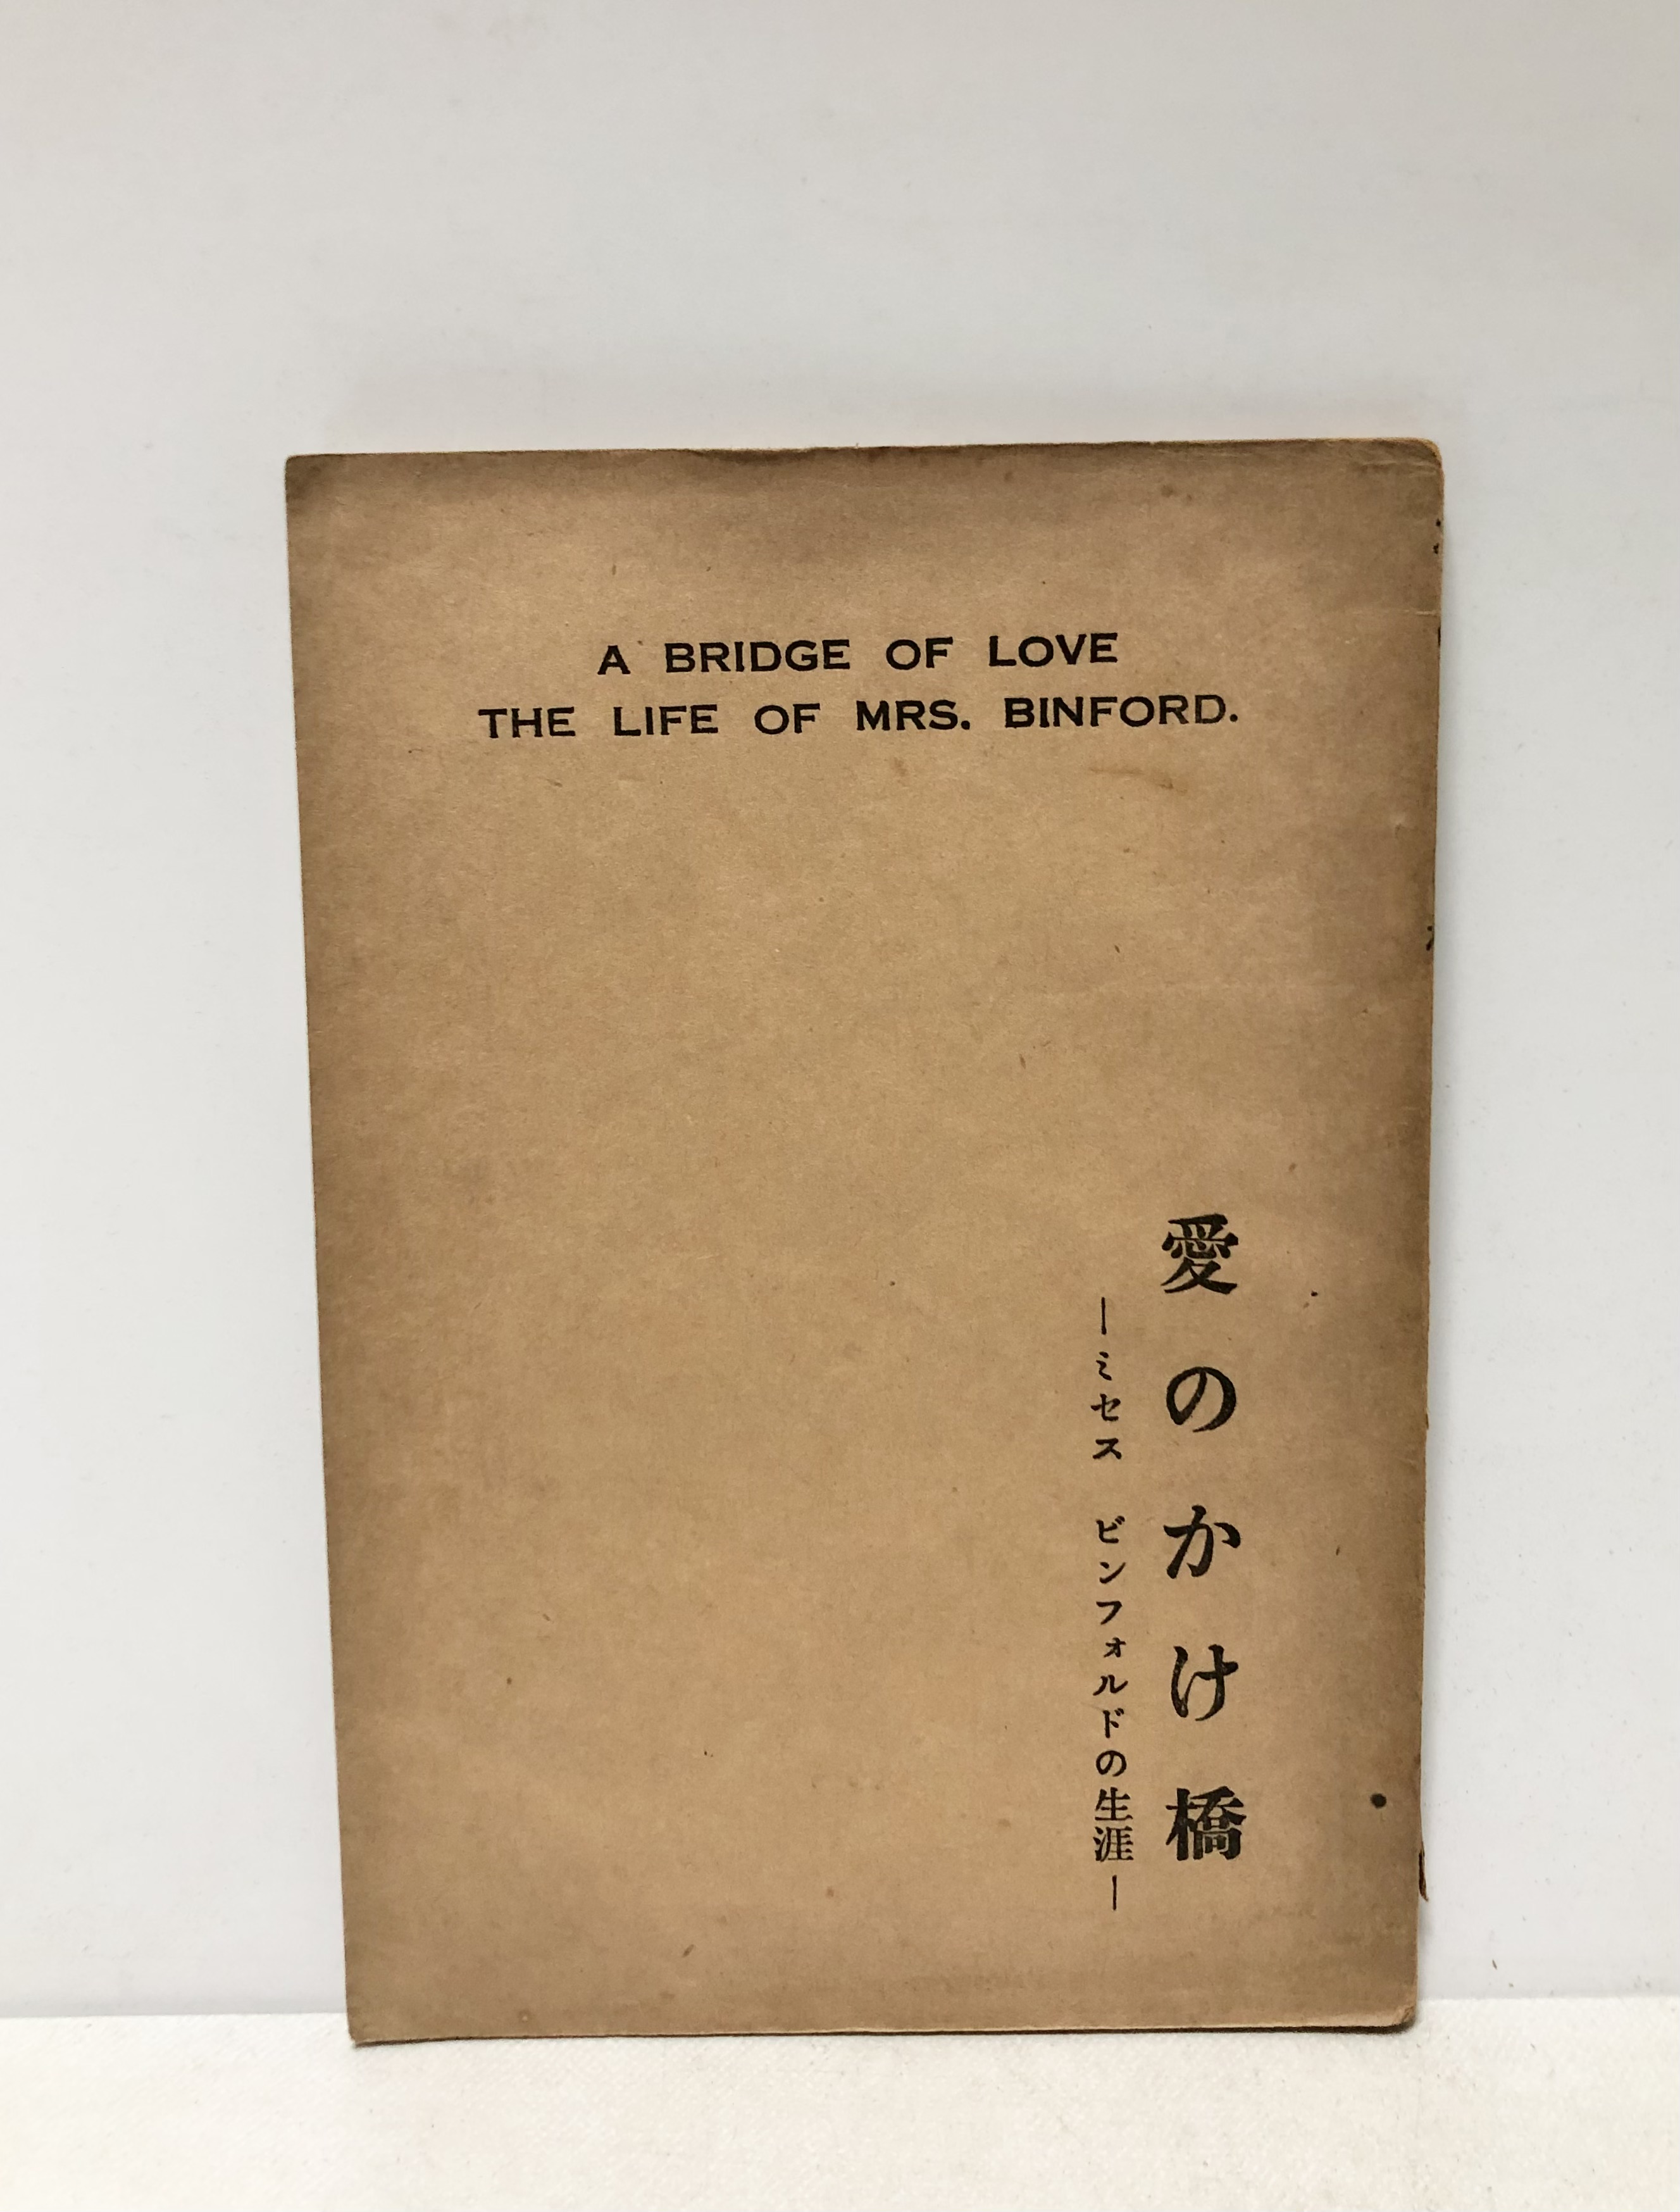 A BRIDGE OF LOVE
THE LIFE OF MRS. BINFORD.
愛のかけ橋
―ミセス ビンフォルドの生涯―